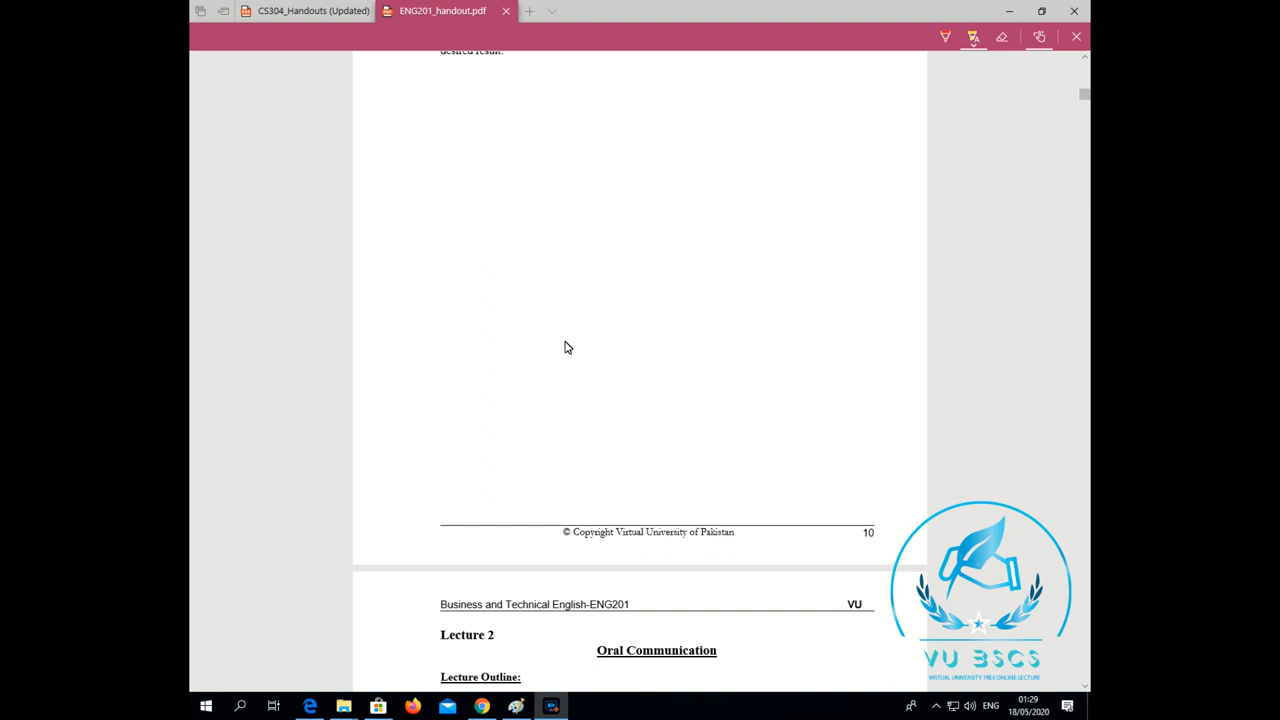 CS304_Handouts (Updated)
ENG201_handout.pdf
desired result.
© Copyright Virtual University of Pakistan
10
Business and Technical English-ENG201
VU
Lecture 2
Oral Communication
Lecture Outline:
VU BSCS
VIRTUAL UNIVERSITY FREE ONLINE LECTURE
ENG
01:29
18/05/2020